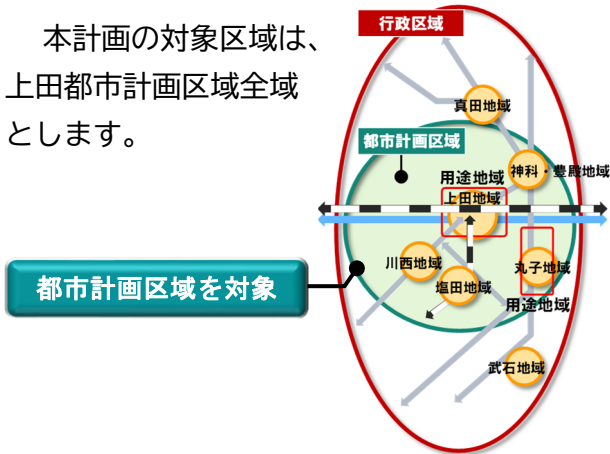 本計画の対象区域は、
上田都市計画区域全域
とします。
行政区域
真田地域
都市計画区域
神科・豊殿地域
用途地域
上田地域
川西地域
丸子地域
塩田地域
用途地域
武石地域
都市計画区域を対象